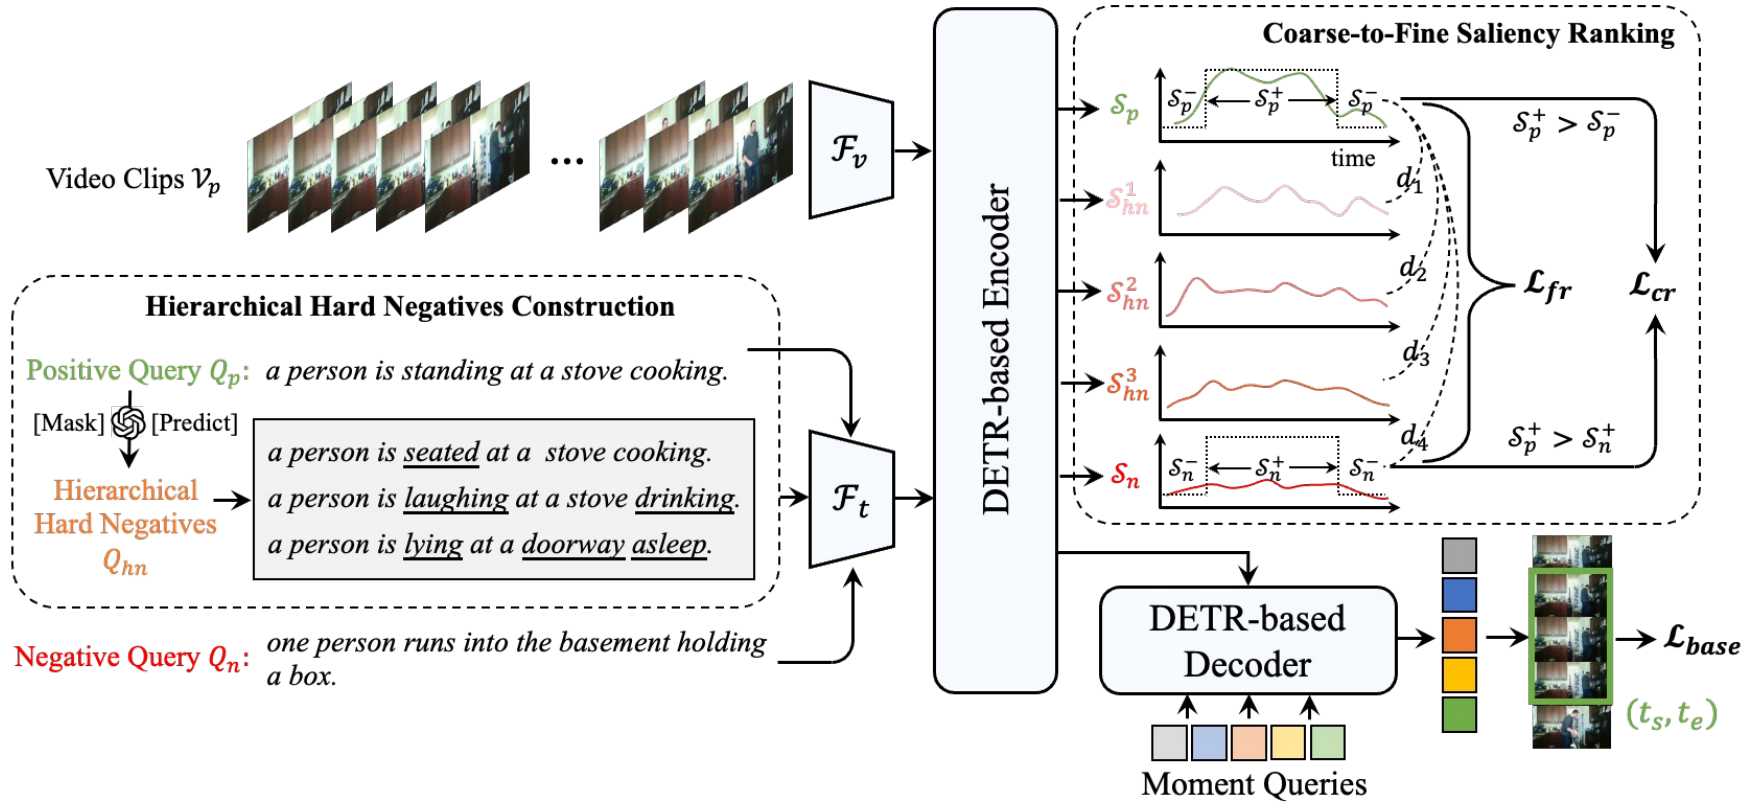 Coarse-to-Fine Saliency Ranking
Video Clips 𝒱ₚ
...
ℱᵥ
DETR-based Encoder
𝒮ₚ
𝒮ₚ⁻
𝒮ₚ⁺
𝒮ₚ⁻
time
𝒮ₚ⁺ > 𝒮ₚ⁻
𝒮ₕₙ¹
d₁
𝒮ₕₙ²
d₂
ℒ_fr
ℒ_cr
𝒮ₕₙ³
d₃
𝒮ₙ
𝒮ₙ⁻
𝒮ₙ⁺
𝒮ₙ⁻
d₄
𝒮ₚ⁺ > 𝒮ₙ⁺
Hierarchical Hard Negatives Construction
Positive Query Qₚ: a person is standing at a stove cooking.
[Mask] [Predict]
Hierarchical
Hard Negatives
Qₕₙ
a person is seated at a stove cooking.
a person is laughing at a stove drinking.
a person is lying at a doorway asleep.
ℱₜ
Negative Query Qₙ: one person runs into the basement holding
a box.
DETR-based
Decoder
Moment Queries
ℒ_base
(tₛ, tₑ)